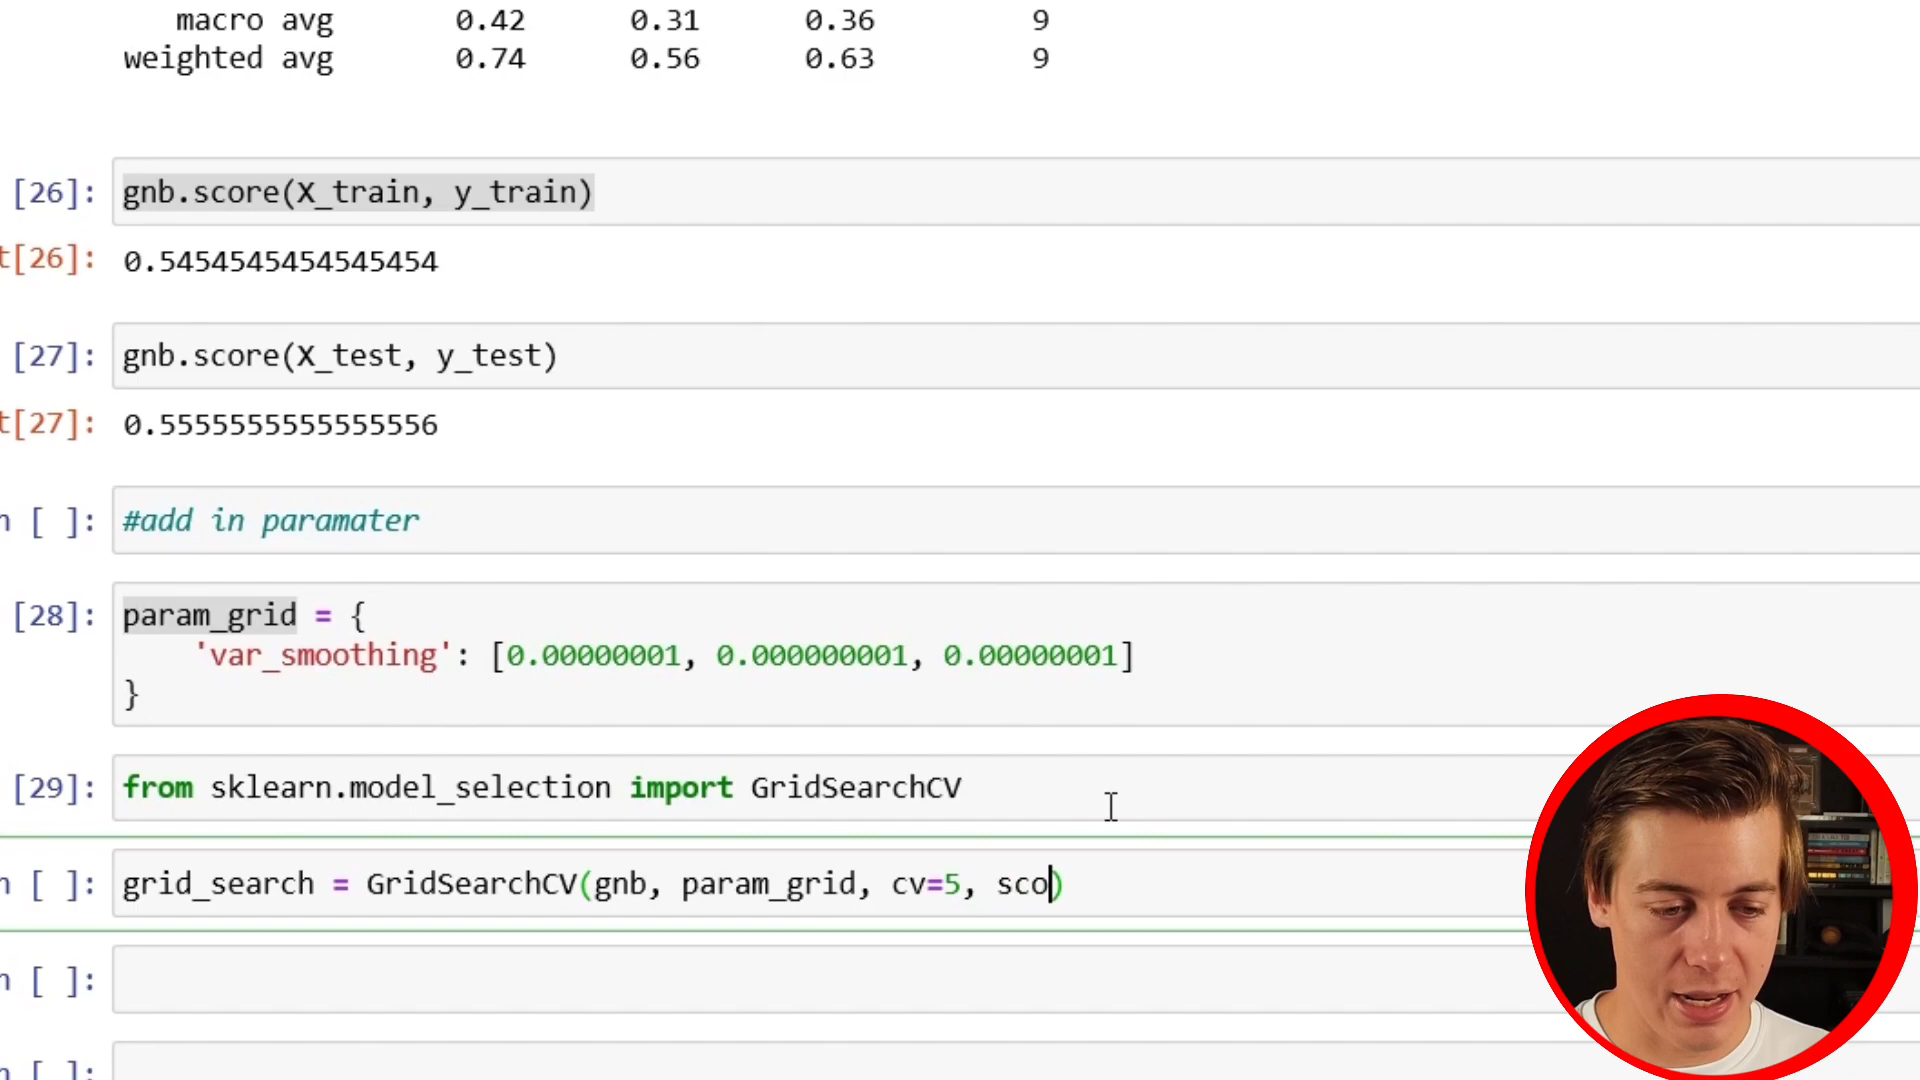 macro avg 0.42 0.31 0.36 9
weighted avg 0.74 0.56 0.63 9
[26]: gnb.score(X_train, y_train)
t[26]: 0.5454545454545454
[27]: gnb.score(X_test, y_test)
t[27]: 0.5555555555555556
n [ ]: #add in paramater
[28]: param_grid = {
'var_smoothing': [0.00000001, 0.000000001, 0.00000001]
}
[29]: from sklearn.model_selection import GridSearchCV
n [ ]: grid_search = GridSearchCV(gnb, param_grid, cv=5, sco)
n [ ]:
n [ ]: